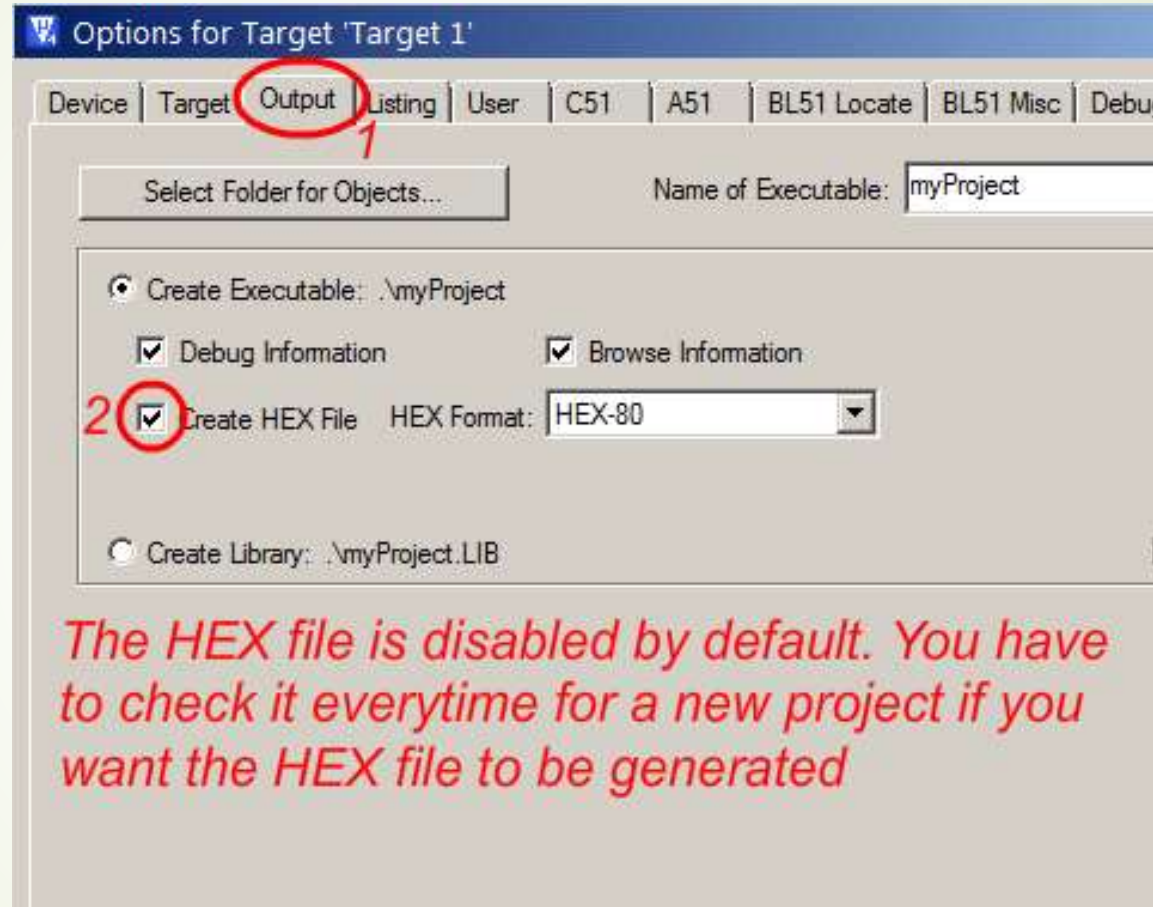 Options for Target 'Target 1'
Device Target Output Listing User C51 A51 BL51 Locate BL51 Misc Debug
1
Select Folder for Objects... Name of Executable: myProject
Create Executable: .\myProject
Debug Information Browse Information
2 Create HEX File HEX Format: HEX-80
Create Library: .\myProject.LIB
The HEX file is disabled by default. You have
to check it everytime for a new project if you
want the HEX file to be generated